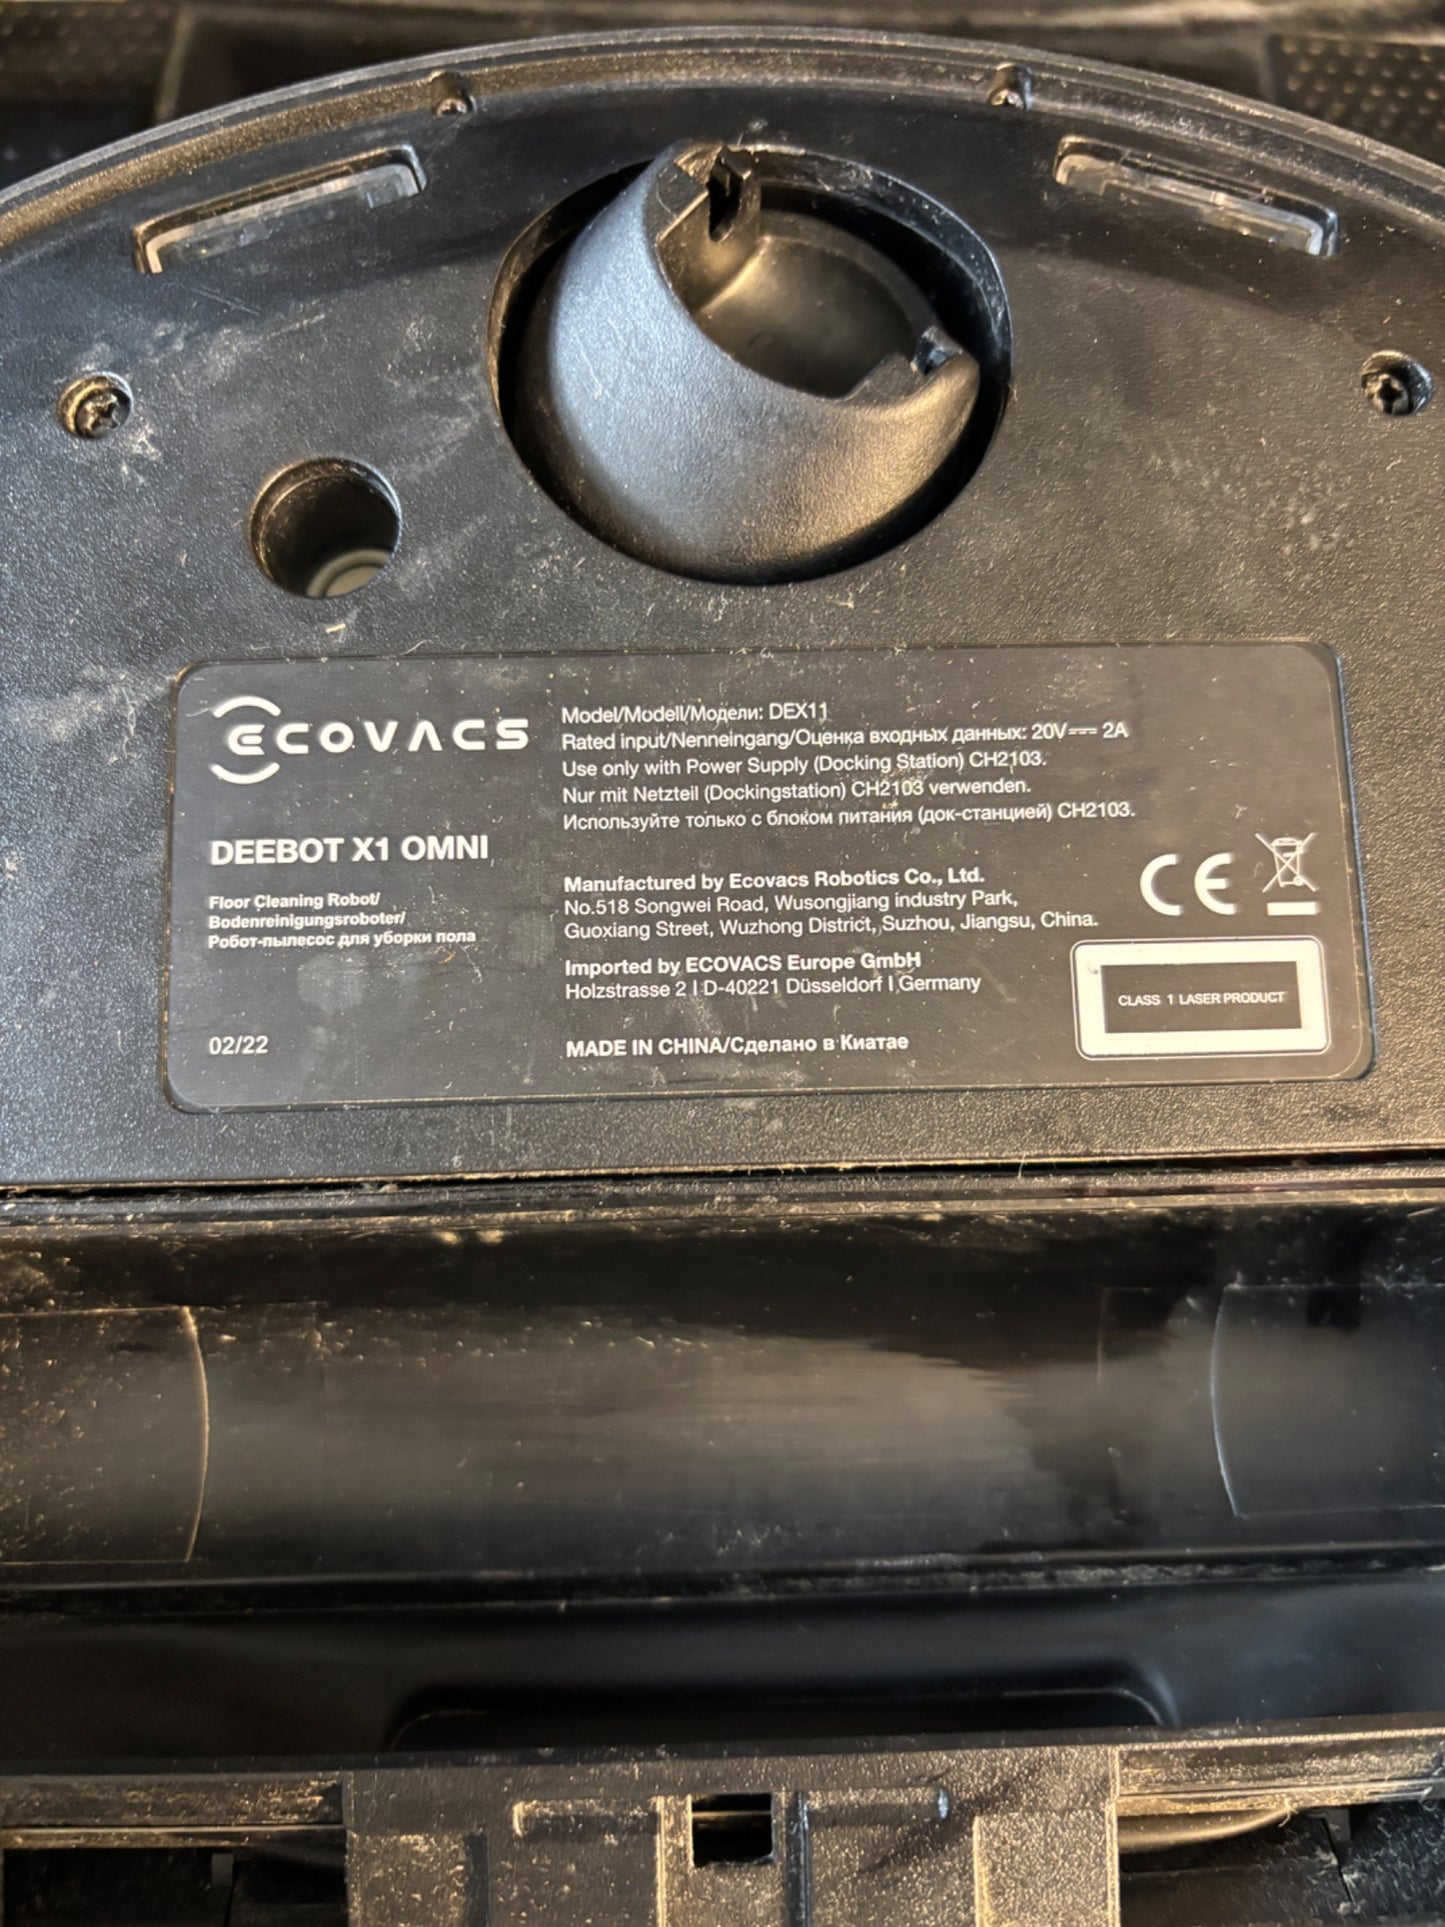 ECOVACS
DEEBOT X1 OMNI
Floor Cleaning Robot/
Bodenreinigungsroboter/
Робот-пылесос для уборки пола
02/22
Model/Modell/Модели: DEX11
Rated input/Nenneingang/Оценка входных данных: 20V⎓ 2A
Use only with Power Supply (Docking Station) CH2103.
Nur mit Netzteil (Dockingstation) CH2103 verwenden.
Используйте только с блоком питания (док-станцией) CH2103.
Manufactured by Ecovacs Robotics Co., Ltd.
No.518 Songwei Road, Wusongjiang industry Park,
Guoxiang Street, Wuzhong District, Suzhou, Jiangsu, China.
Imported by ECOVACS Europe GmbH
Holzstrasse 2 I D-40221 Düsseldorf I Germany
MADE IN CHINA/Сделано в Киатае
CE
CLASS 1 LASER PRODUCT